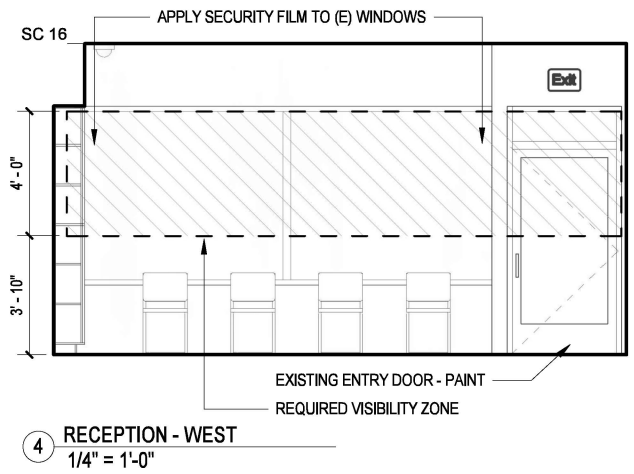 APPLY SECURITY FILM TO (E) WINDOWS
SC 16
Exit
4' - 0"
3' - 10"
EXISTING ENTRY DOOR - PAINT
REQUIRED VISIBILITY ZONE
4 RECEPTION - WEST
1/4" = 1'-0"